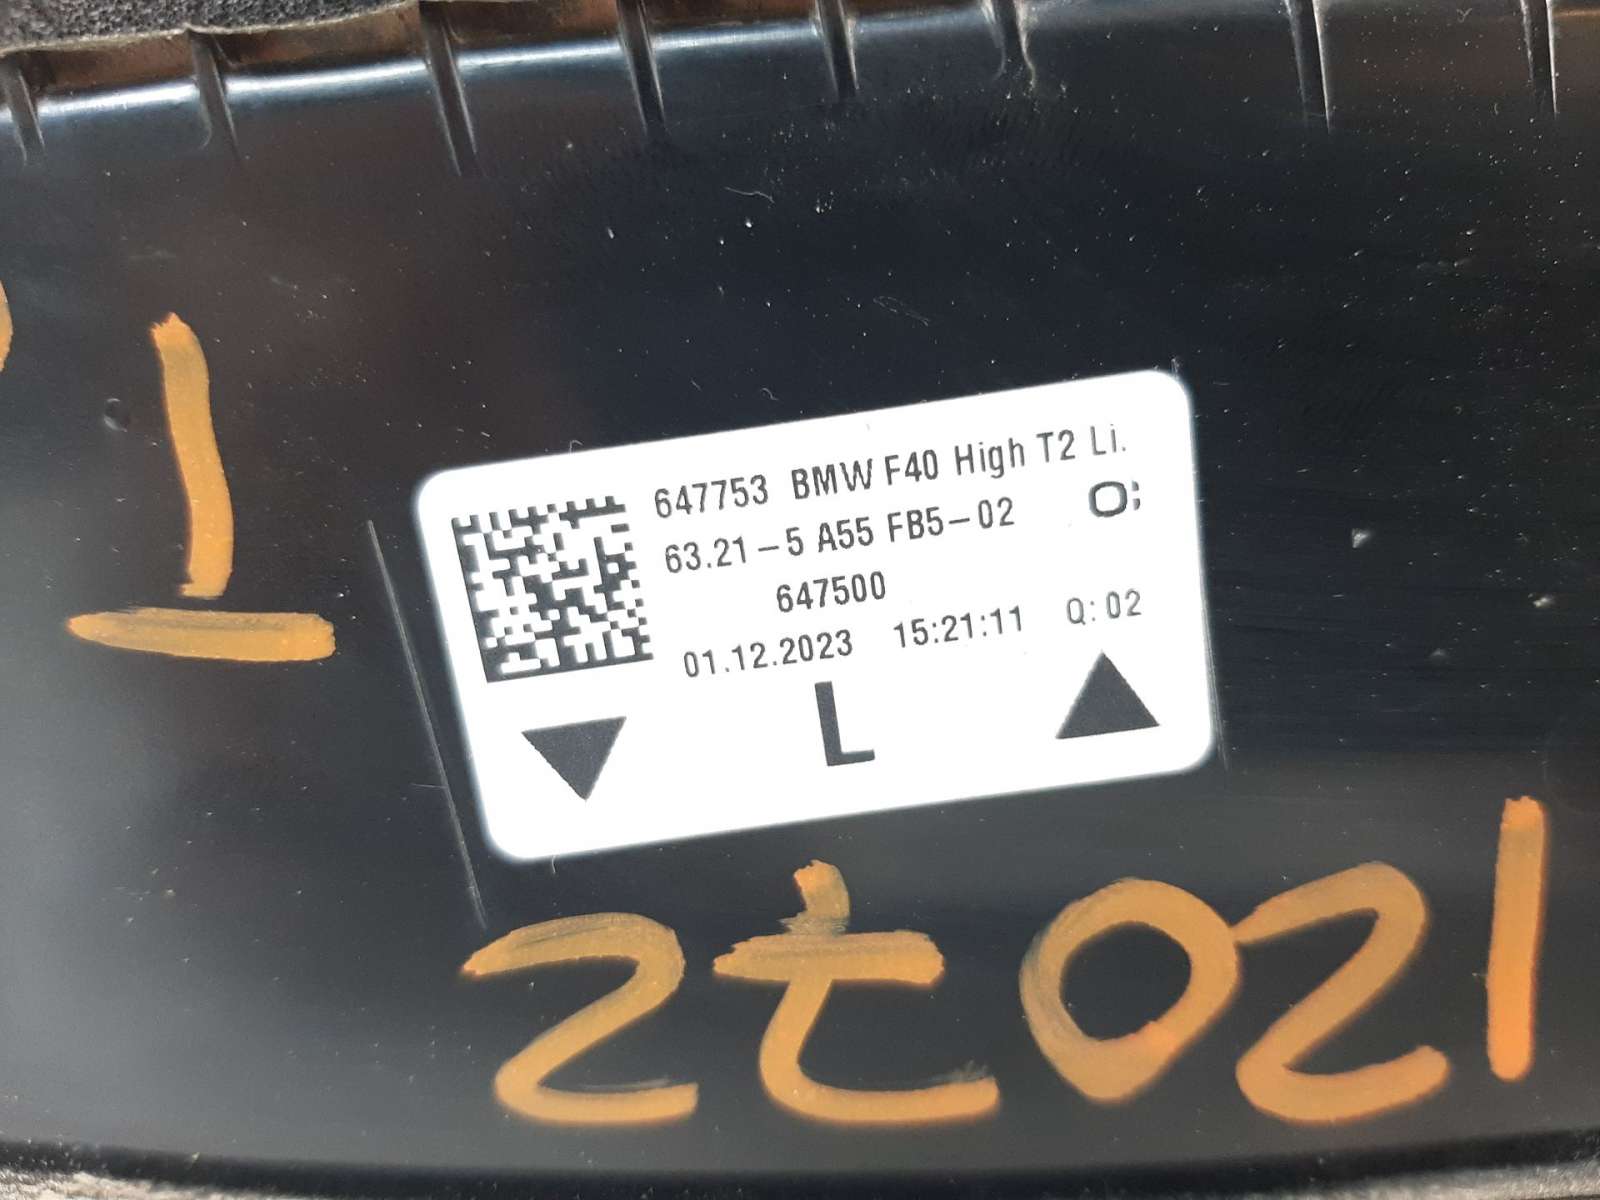 647753 BMW F40 High T2 Li.
63.21-5 A55 FB5-02 O;
647500
01.12.2023 15:21:11 Q: 02
L
1
2t021